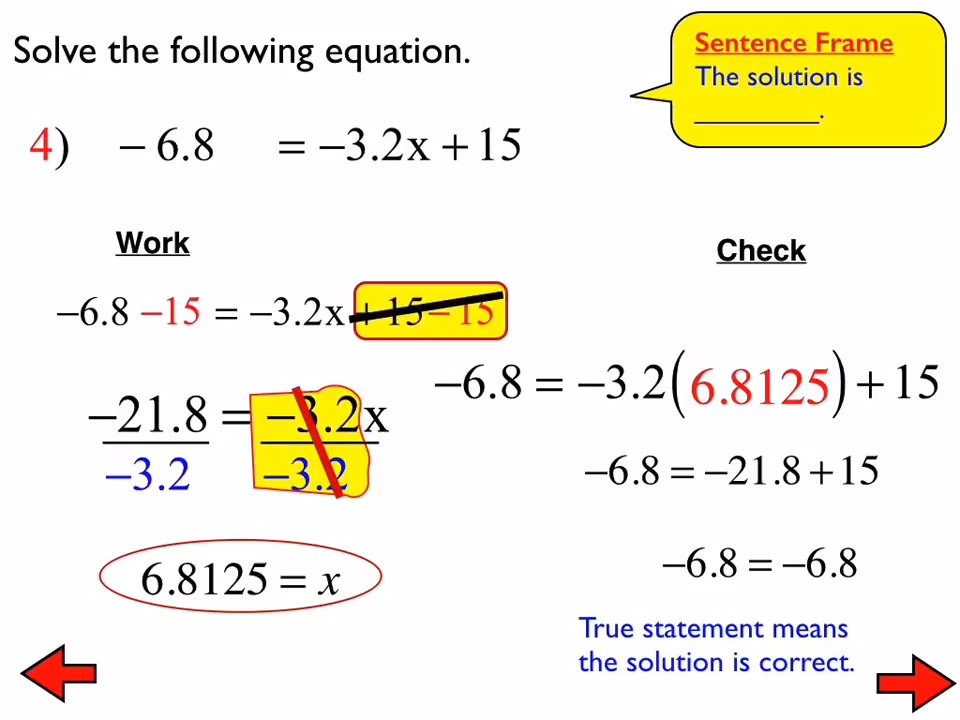 Solve the following equation.
Sentence Frame
The solution is
_________.
4) − 6.8 = −3.2x + 15
Work
Check
−6.8 −15 = −3.2x + 15 − 15
−21.8 = −3.2x
−3.2 −3.2
6.8125 = x
−6.8 = −3.2(6.8125) + 15
−6.8 = −21.8 + 15
−6.8 = −6.8
True statement means
the solution is correct.